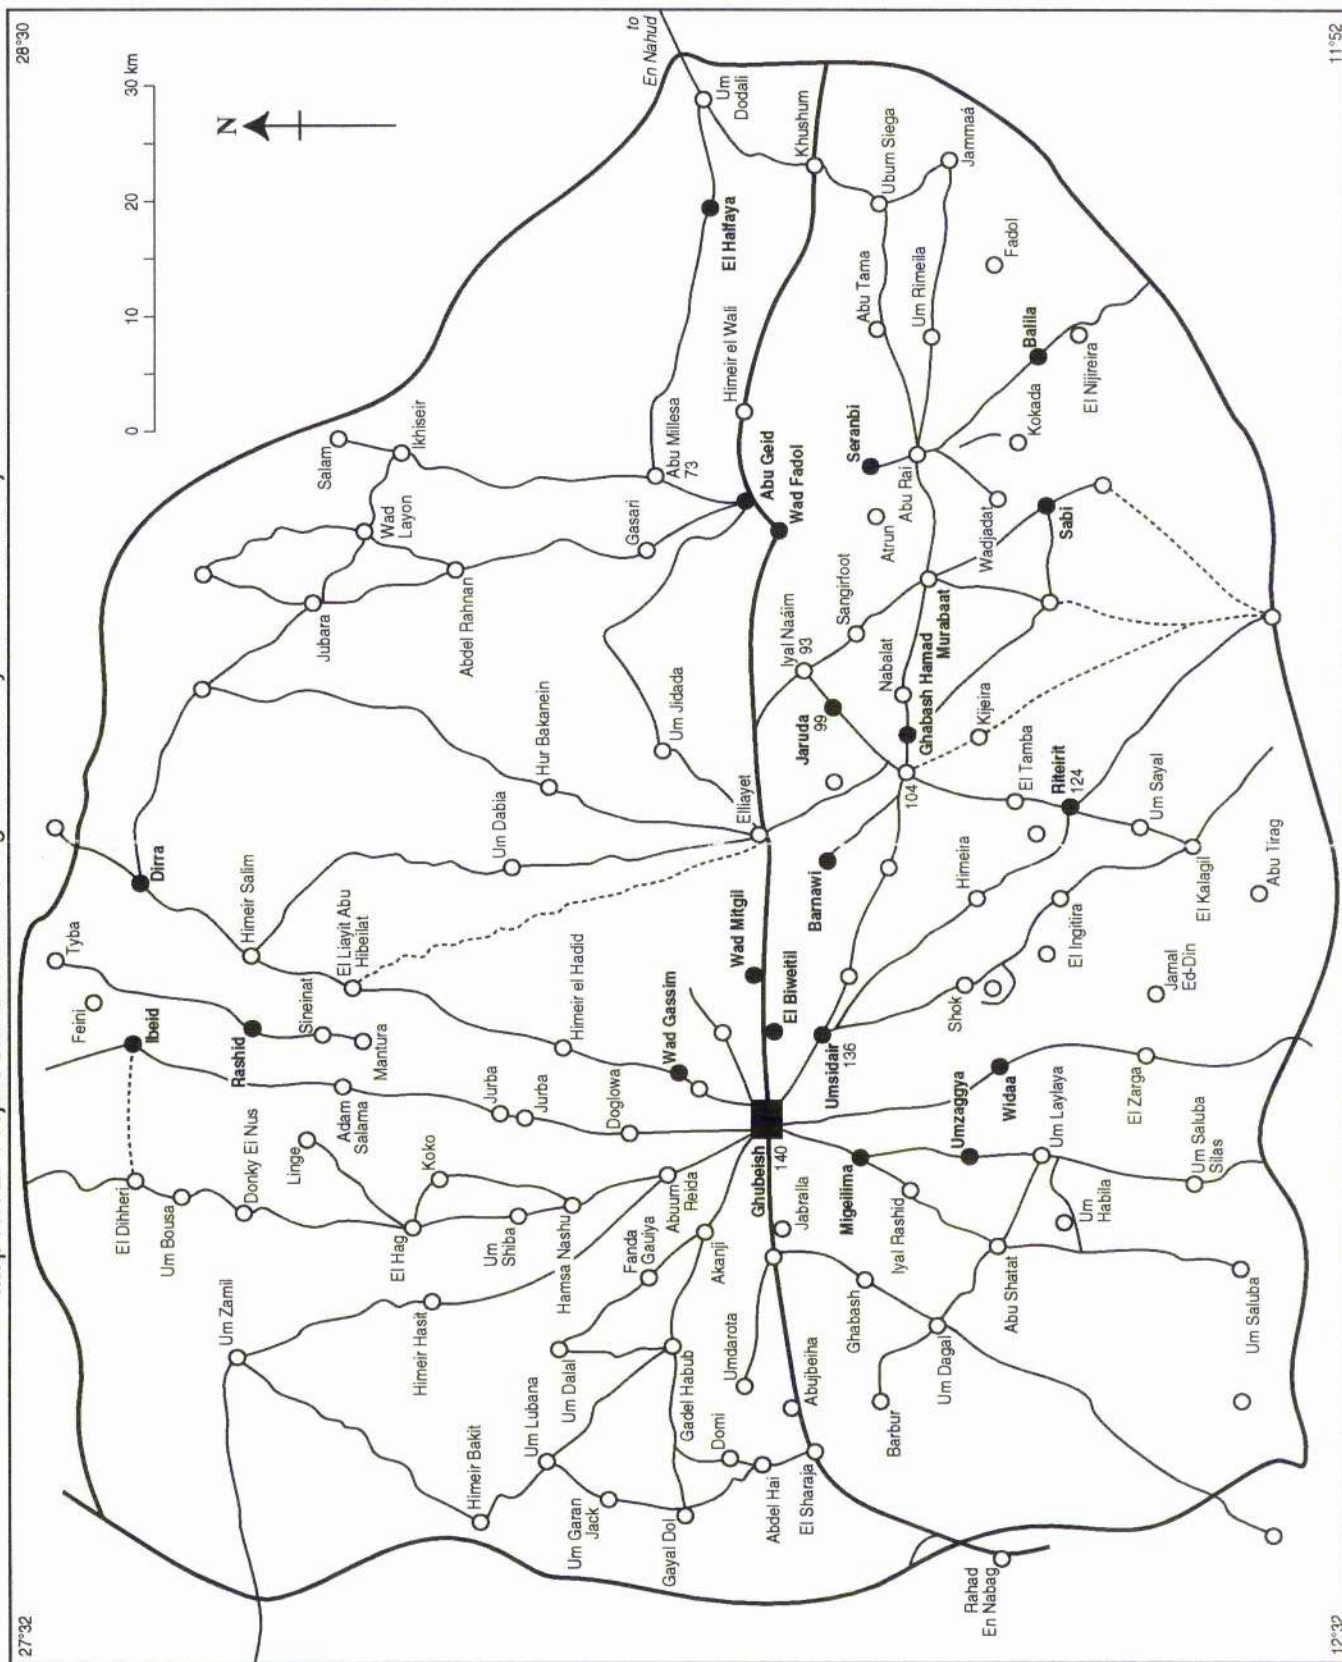 28°30
11°52
27°32
12°32
to
En Nahud
0
10
20
30 km
N
Um
Dodali
Khushum
Ubum Siega
Jammaá
El Halfaya
Abu Tama
Um Rimeila
Fadol
Himeir el Wali
Balila
El Nijireira
Kokada
Seranbi
Abu Rai
Salam
Ikhiseir
Abu Millesa
73
Abu Geid
Wad Fadol
Wad
Layon
Gasari
Atrun
Wadjadat
Sabi
Abdel Rahnan
Jubara
Sangirfoot
Iyal Naáim
93
Nabalat
Ghabash Hamad
Murabaat
Jaruda
99
Kijeira
Um Jidada
Hur Bakanein
104
El Tamba
Riteirit
124
Um Sayal
Elliayet
Um Dabia
Barnawi
Himeira
El Kalagil
Abu Tirag
Dirra
Himeir Salim
El Liayit Abu
Hibeilat
Tyba
Feini
Ibeid
Rashid
Sineinat
Mantura
Himeir el Hadid
Wad Gassim
Wad Mitgil
El Biweitil
Umsidair
136
El Ingitira
Shok
Jamal
Ed-Din
Adam
Salama
Jurba
Jurba
Doglowa
Umzaggya
Widaa
El Zarga
Um Laylaya
Linge
Koko
Donky Ei Nus
El Dihheri
Um Bousa
El Hag
Um
Shiba
Hamsa Nashu
Abuum
Reida
Ghubeish
140
Migeilima
Jabralla
Iyal Rashid
Um
Habila
Um Saluba
Silas
Um Zamil
Himeir Hasit
Fanda
Gauiya
Akanji
Um Dalal
Gadel Habub
Umdarota
Ghabash
Abu Shatat
Um Dagal
Um Saluba
Himeir Bakit
Um Lubana
Um Garan
Jack
Gayal Dol
Domi
Abdel Hai
Abujbeiha
El Sharaja
Barbur
Rahad
En Nabag